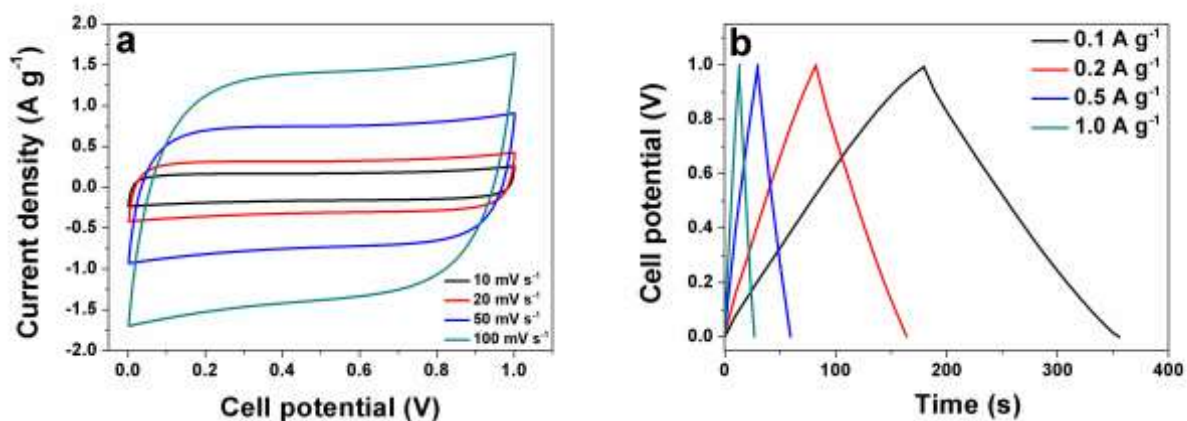 a
Current density (A g⁻¹)
2.0
1.5
1.0
0.5
0.0
-0.5
-1.0
-1.5
-2.0
10 mV s⁻¹
20 mV s⁻¹
50 mV s⁻¹
100 mV s⁻¹
0.0 0.2 0.4 0.6 0.8 1.0
Cell potential (V)
b
Cell potential (V)
1.0
0.8
0.6
0.4
0.2
0.0
0.1 A g⁻¹
0.2 A g⁻¹
0.5 A g⁻¹
1.0 A g⁻¹
0 100 200 300 400
Time (s)